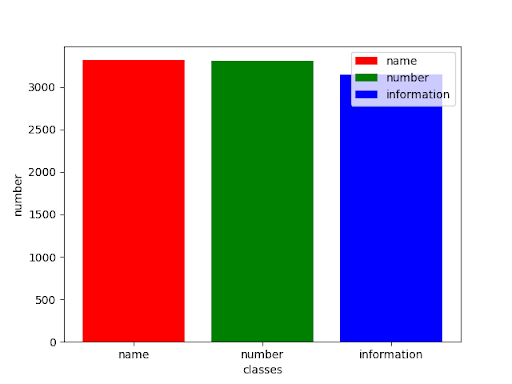 name
number
information
3000
2500
2000
1500
1000
500
0
number
name number information
classes